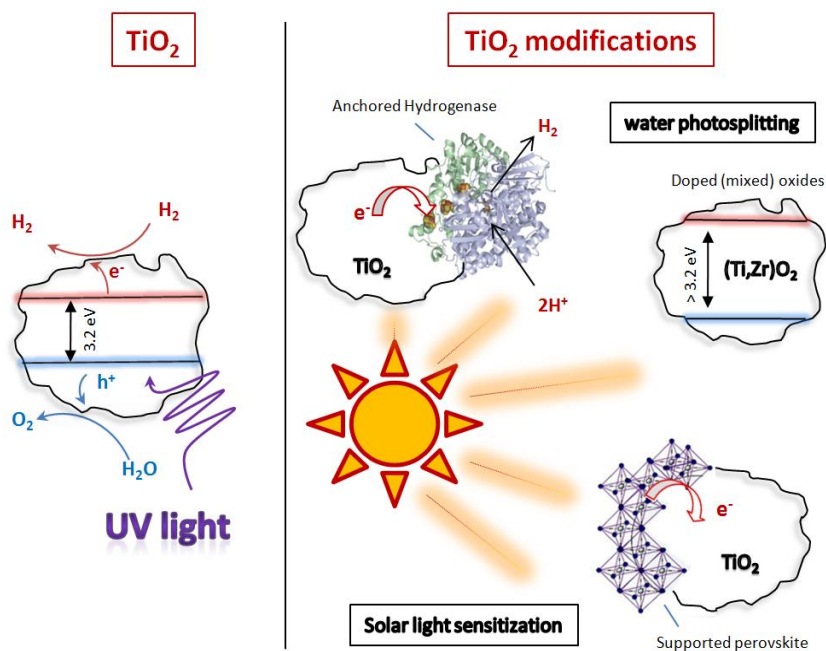 TiO₂
H₂
H₂
e⁻
3.2 eV
h⁺
O₂
H₂O
UV light
TiO₂ modifications
Anchored Hydrogenase
H₂
e⁻
TiO₂
2H⁺
water photosplitting
Doped (mixed) oxides
> 3.2 eV
(Ti,Zr)O₂
e⁻
TiO₂
Solar light sensitization
Supported perovskite